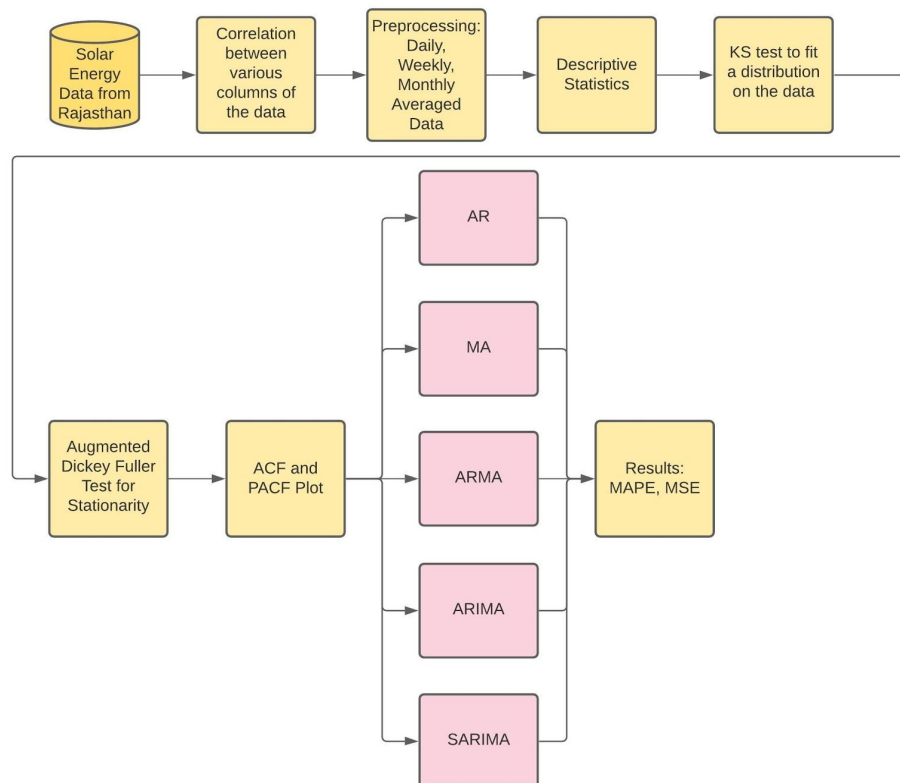 Solar
Energy
Data from
Rajasthan
Correlation
between
various
columns of
the data
Preprocessing:
Daily,
Weekly,
Monthly
Averaged
Data
Descriptive
Statistics
KS test to fit
a distribution
on the data
AR
MA
Augmented
Dickey Fuller
Test for
Stationarity
ACF and
PACF Plot
ARMA
Results:
MAPE, MSE
ARIMA
SARIMA